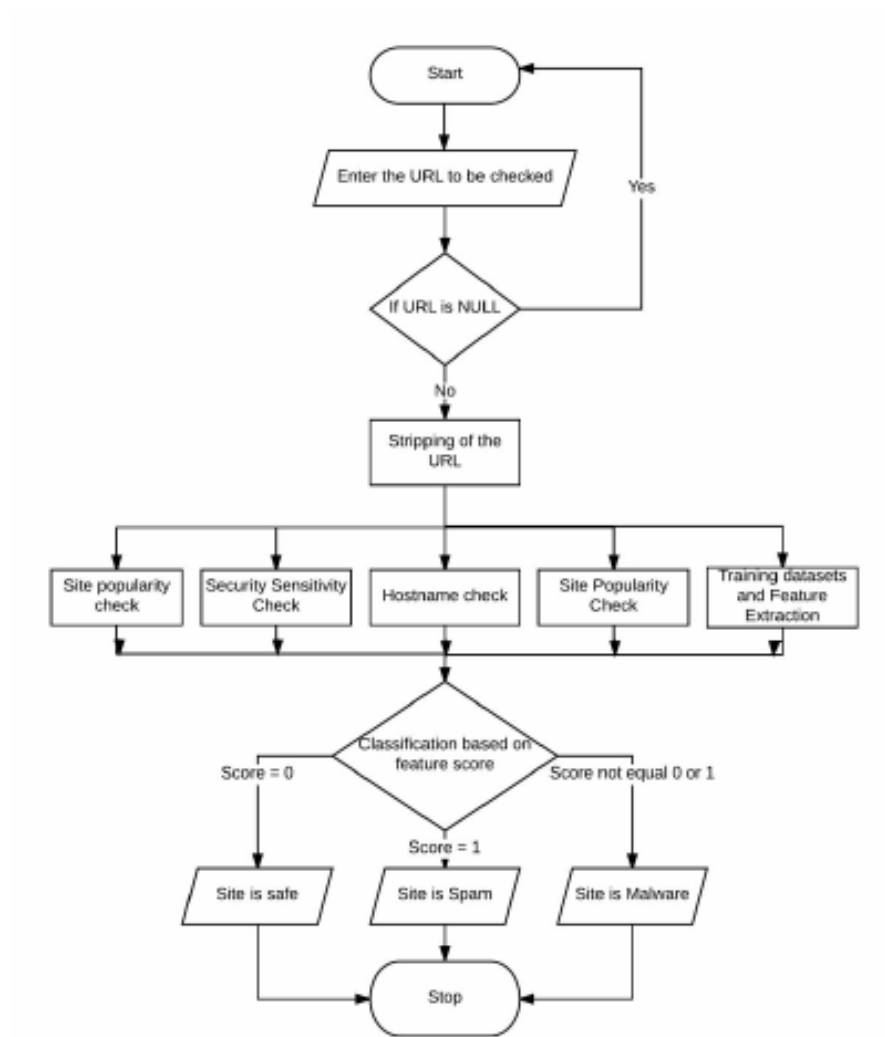 Start
Enter the URL to be checked
Yes
If URL is NULL
No
Stripping of the
URL
Site popularity
check
Security Sensitivity
Check
Hostname check
Site Popularity
Check
Training datasets
and Feature
Extraction
Classification based on
feature score
Score = 0
Score not equal 0 or 1
Score = 1
Site is safe
Site is Spam
Site is Malware
Stop